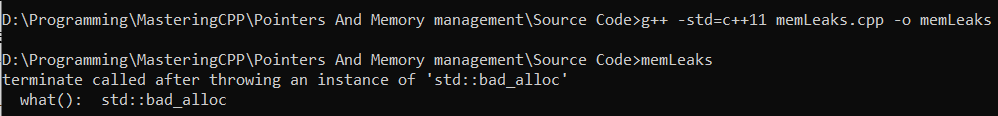 D:\Programming\MasteringCPP\Pointers And Memory management\Source Code>g++ -std=c++11 memLeaks.cpp -o memLeaks
D:\Programming\MasteringCPP\Pointers And Memory management\Source Code>memLeaks
terminate called after throwing an instance of 'std::bad_alloc'
  what():  std::bad_alloc